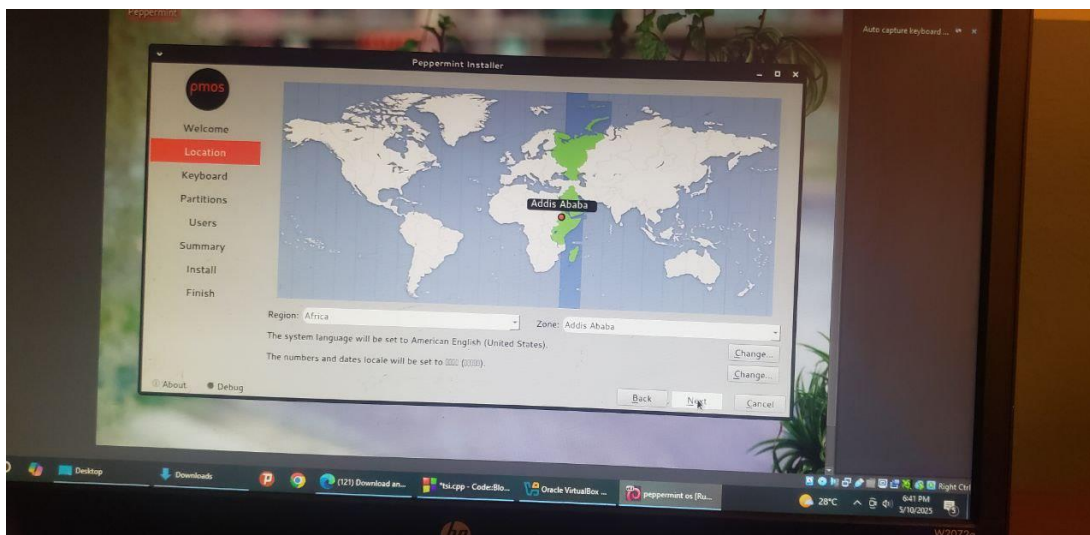 Peppermint
Auto capture keyboard ...
Peppermint Installer
pmos
Welcome
Location
Keyboard
Partitions
Users
Summary
Install
Finish
Addis Ababa
Region: Africa
Zone: Addis Ababa
The system language will be set to American English (United States).
Change...
The numbers and dates locale will be set to
Change...
About
Debug
Back
Next
Cancel
Desktop
Downloads
(121) Download an...
*tsi.cpp - Code::Blo...
Oracle VirtualBox ...
peppermint os [Ru...
Right Ctrl
28°C
6:41 PM
5/10/2025
5
hp
W2072a